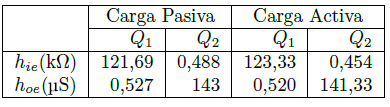 Carga Pasiva Carga Activa
Q₁ Q₂ Q₁ Q₂
hᵢₑ(kΩ) 121,69 0,488 123,33 0,454
hₒₑ(µS) 0,527 143 0,520 141,33